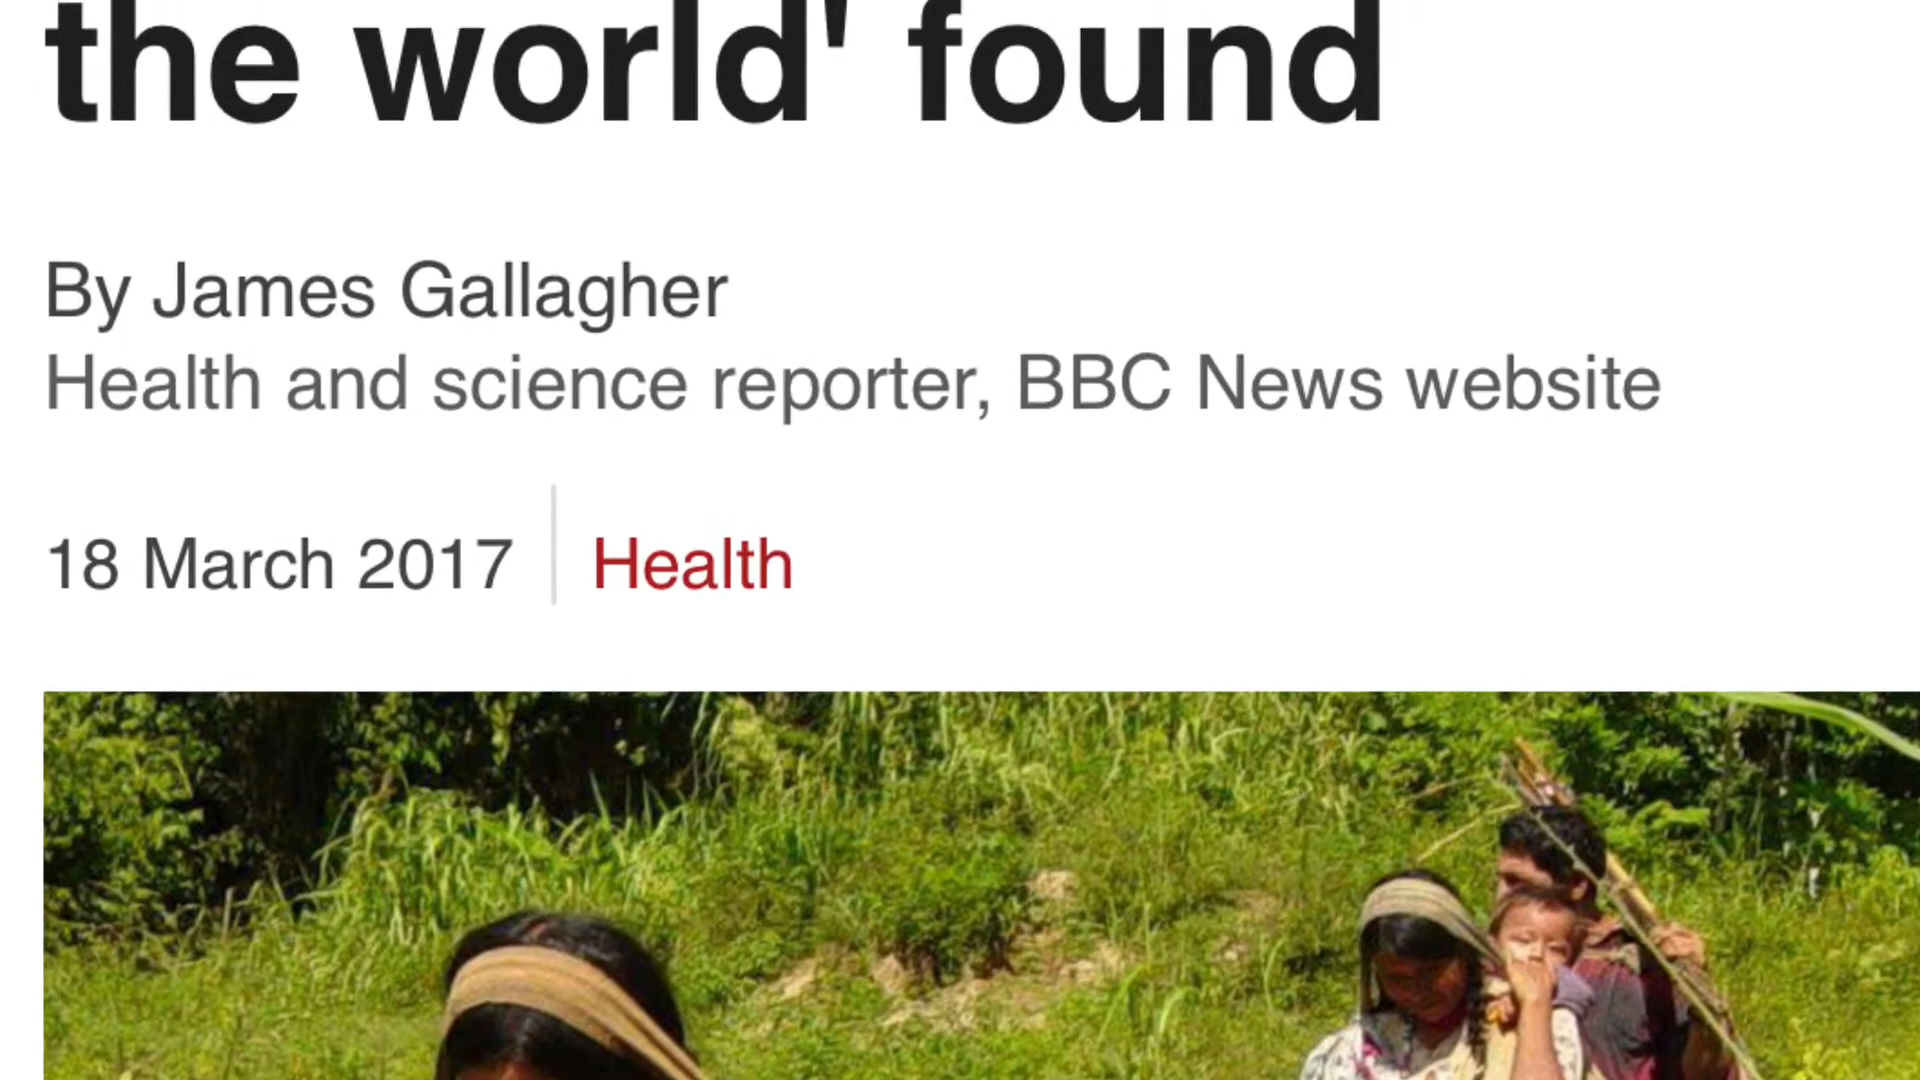 the world' found
By James Gallagher
Health and science reporter, BBC News website
18 March 2017
Health